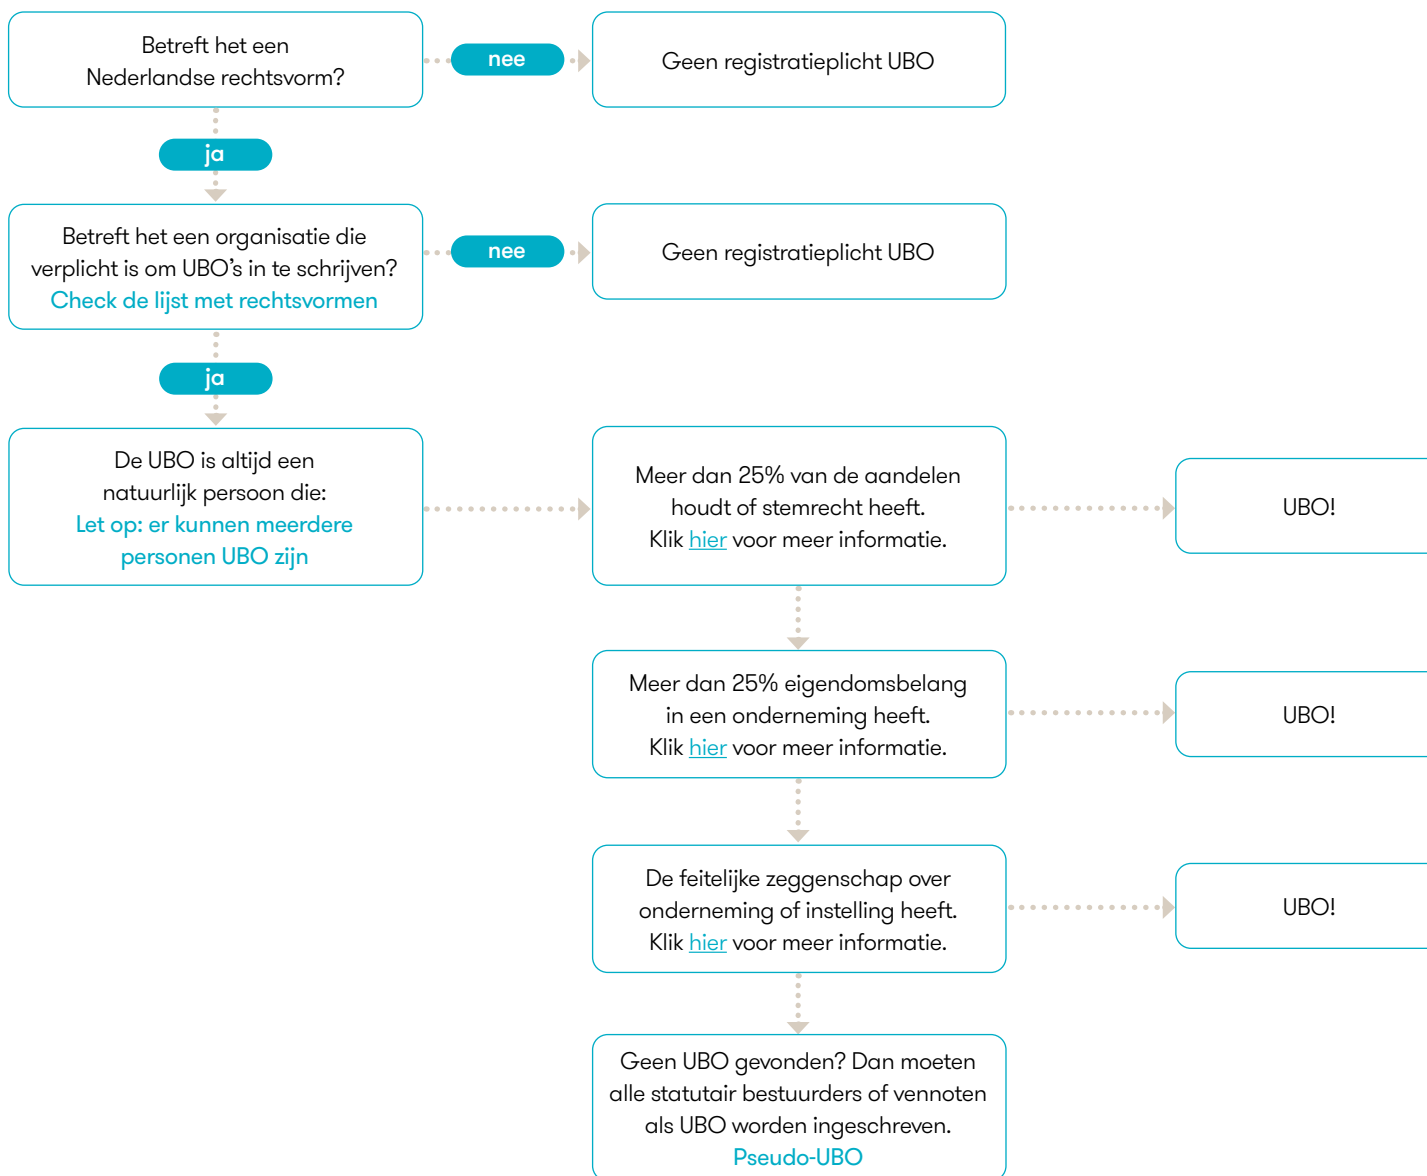 Betreft het een
Nederlandse rechtsvorm?
nee
Geen registratieplicht UBO
ja
Betreft het een organisatie die
verplicht is om UBO's in te schrijven?
Check de lijst met rechtsvormen
nee
Geen registratieplicht UBO
ja
De UBO is altijd een
natuurlijk persoon die:
Let op: er kunnen meerdere
personen UBO zijn
Meer dan 25% van de aandelen
houdt of stemrecht heeft.
Klik hier voor meer informatie.
UBO!
Meer dan 25% eigendomsbelang
in een onderneming heeft.
Klik hier voor meer informatie.
UBO!
De feitelijke zeggenschap over
onderneming of instelling heeft.
Klik hier voor meer informatie.
UBO!
Geen UBO gevonden? Dan moeten
alle statutair bestuurders of vennoten
als UBO worden ingeschreven.
Pseudo-UBO